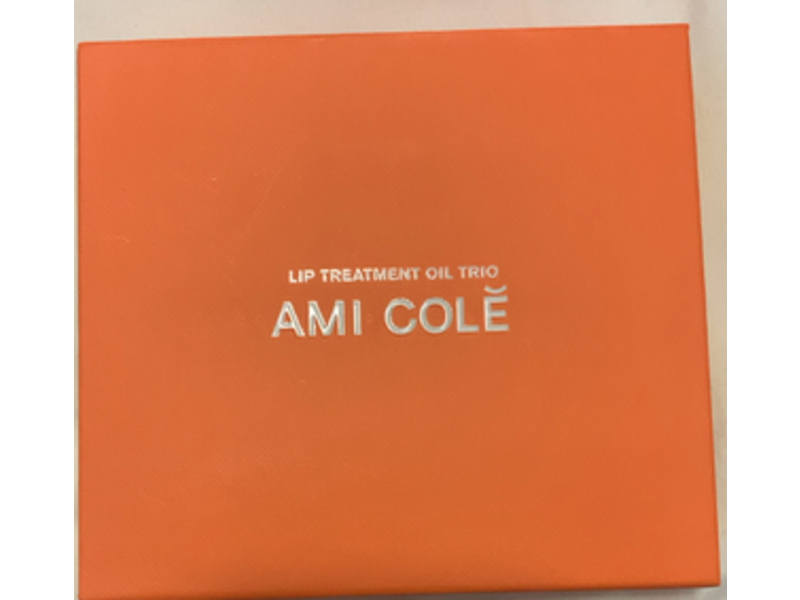 LIP TREATMENT OIL TRIO
AMI COLĔ